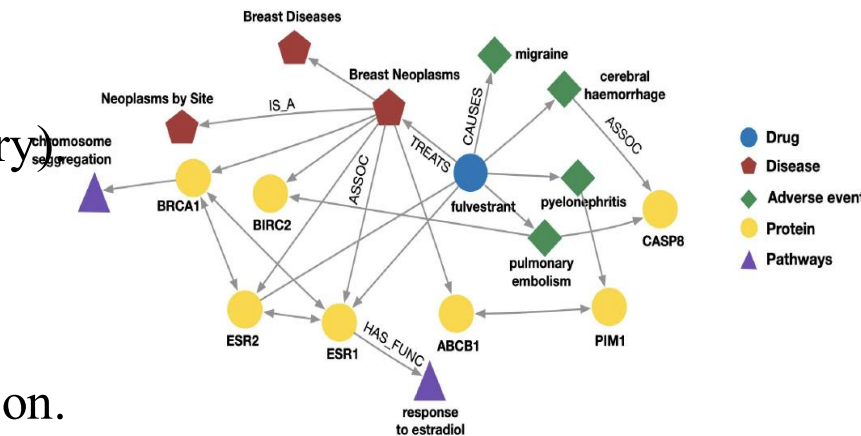 Breast Diseases
migraine
Breast Neoplasms
cerebral
haemorrhage
Neoplasms by Site
IS_A
CAUSES
ASSOC
ry).
chromosome
seggregation
TREATS
Drug
Disease
Adverse event
Protein
Pathways
ASSOC
BRCA1
BIRC2
fulvestrant
pyelonephritis
CASP8
pulmonary
embolism
ESR2
ESR1
HAS_FUNC
ABCB1
PIM1
response
to estradiol
on.